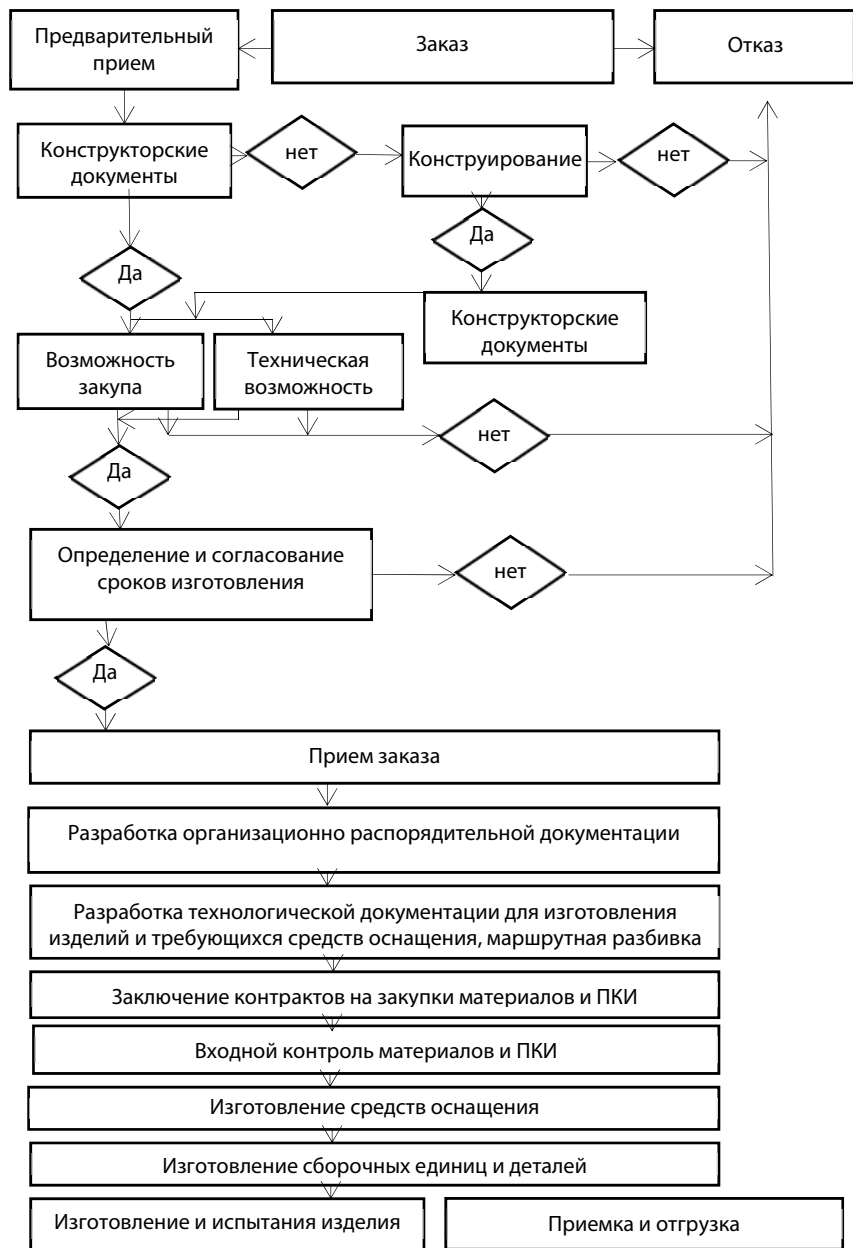 Предварительный
прием
Заказ
Отказ
Конструкторские
документы
нет
Конструирование
нет
Да
Да
Конструкторские
документы
Возможность
закупа
Техническая
возможность
нет
Да
Определение и согласование
сроков изготовления
нет
Да
Прием заказа
Разработка организационно распорядительной документации
Разработка технологической документации для изготовления
изделий и требующихся средств оснащения, маршрутная разбивка
Заключение контрактов на закупки материалов и ПКИ
Входной контроль материалов и ПКИ
Изготовление средств оснащения
Изготовление сборочных единиц и деталей
Изготовление и испытания изделия
Приемка и отгрузка